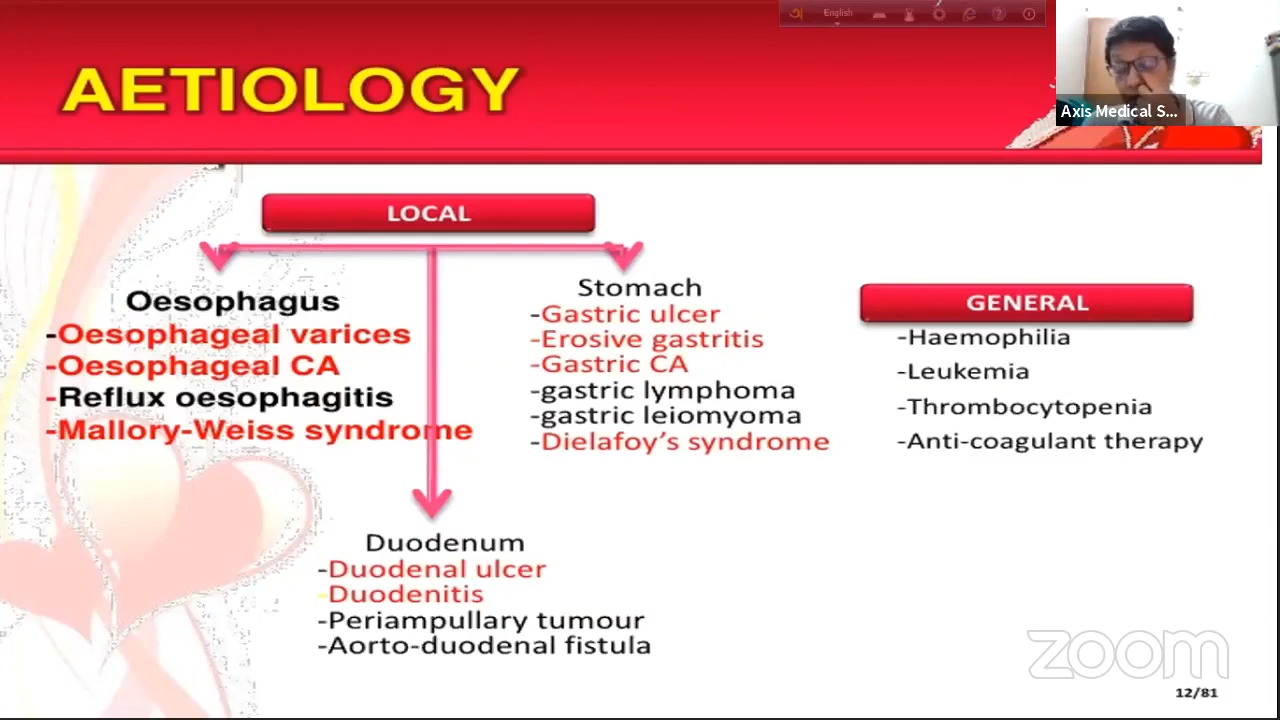 English
AETIOLOGY
Axis Medical S...
LOCAL
Oesophagus
-Oesophageal varices
-Oesophageal CA
-Reflux oesophagitis
-Mallory-Weiss syndrome
Stomach
-Gastric ulcer
-Erosive gastritis
-Gastric CA
-gastric lymphoma
-gastric leiomyoma
-Dielafoy's syndrome
GENERAL
-Haemophilia
-Leukemia
-Thrombocytopenia
-Anti-coagulant therapy
Duodenum
-Duodenal ulcer
-Duodenitis
-Periampullary tumour
-Aorto-duodenal fistula
zoom
12/81